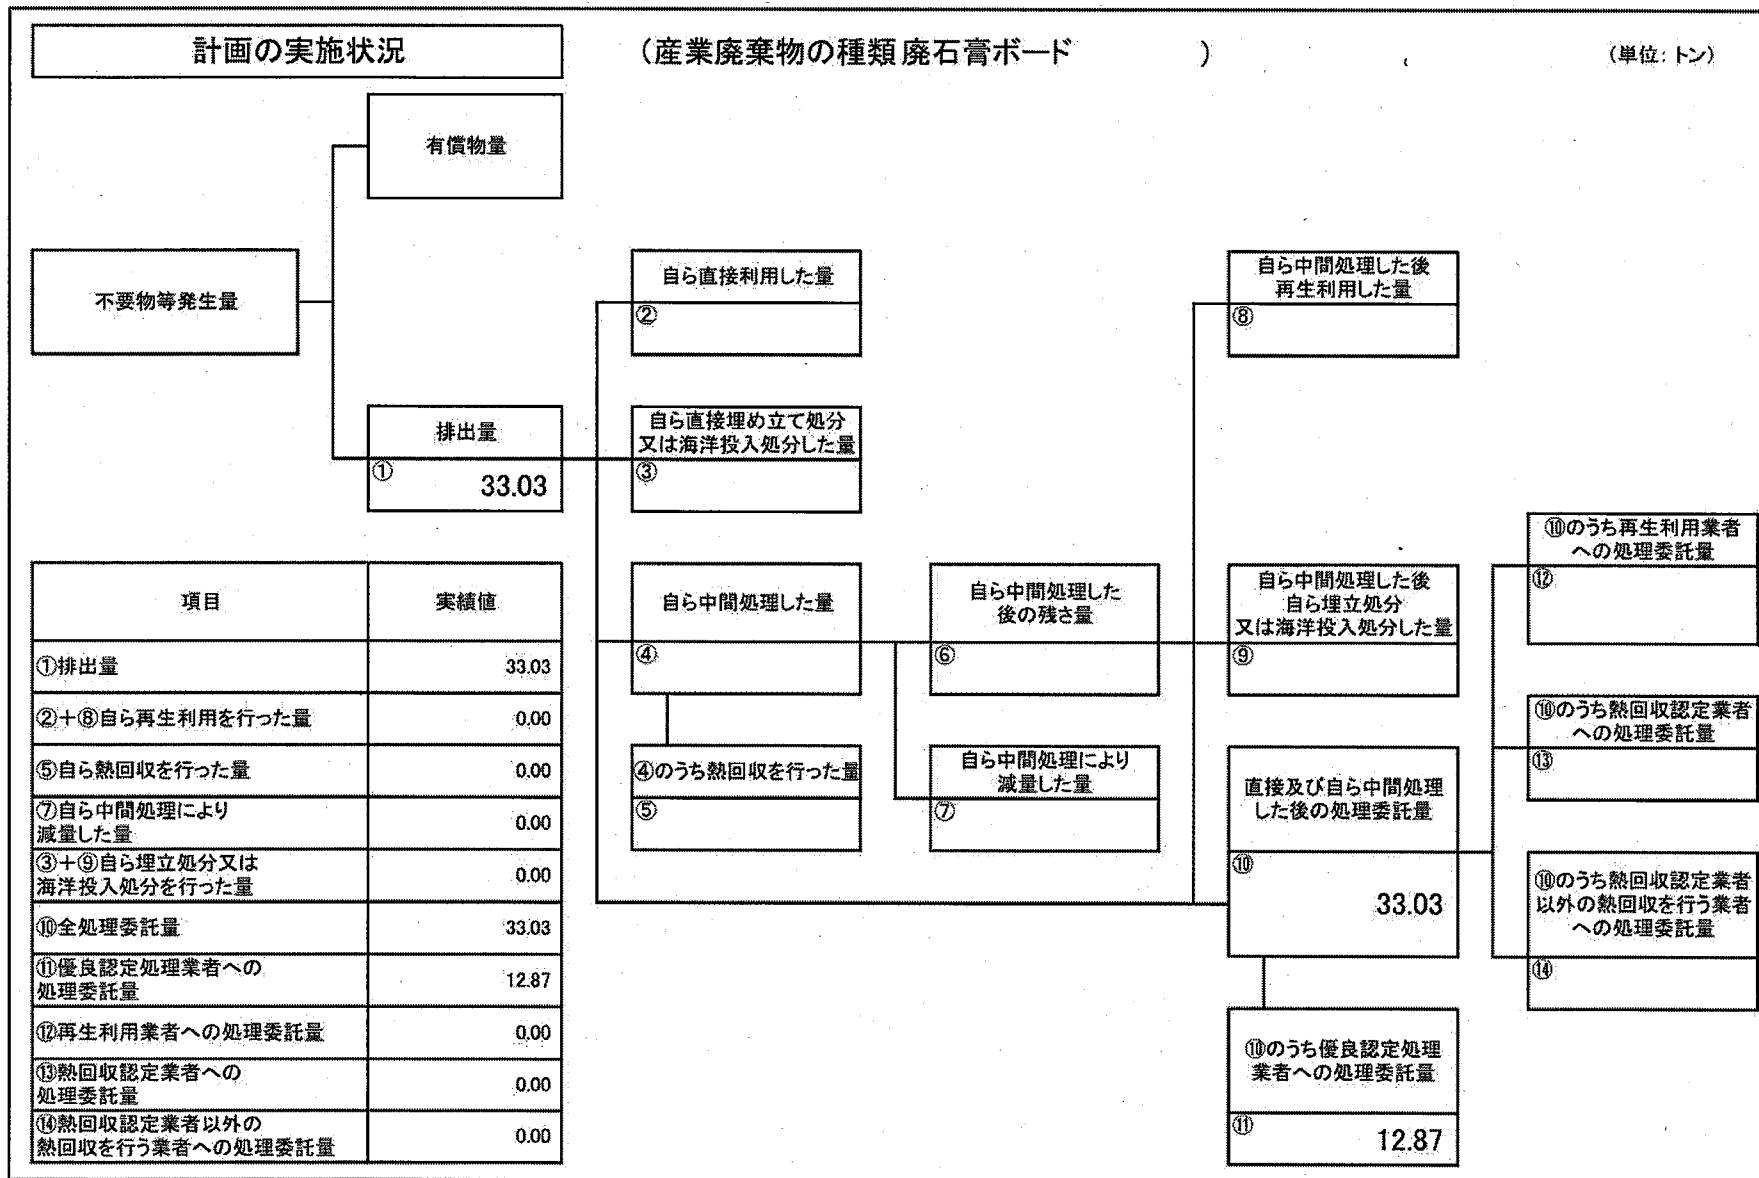 計画の実施状況
(産業廃棄物の種類 廃石膏ボード )
(単位:トン)
有償物量
不要物等発生量
自ら直接利用した量
②
自ら中間処理した後
再生利用した量
⑧
排出量
①
33.03
自ら直接埋め立て処分
又は海洋投入処分した量
③
自ら中間処理した量
④
自ら中間処理した
後の残さ量
⑥
自ら中間処理した後
自ら埋立処分
又は海洋投入処分した量
⑨
⑩のうち再生利用業者
への処理委託量
⑫
④のうち熱回収を行った量
⑤
自ら中間処理により
減量した量
⑦
直接及び自ら中間処理
した後の処理委託量
⑩
33.03
⑩のうち熱回収認定業者
への処理委託量
⑬
⑩のうち熱回収認定業者
以外の熱回収を行う業者
への処理委託量
⑭
⑩のうち優良認定処理
業者への処理委託量
⑪
12.87
項目 実績値
①排出量 33.03
②+⑧自ら再生利用を行った量 0.00
⑤自ら熱回収を行った量 0.00
⑦自ら中間処理により
減量した量 0.00
③+⑨自ら埋立処分又は
海洋投入処分を行った量 0.00
⑩全処理委託量 33.03
⑪優良認定処理業者への
処理委託量 12.87
⑫再生利用業者への処理委託量 0.00
⑬熱回収認定業者への
処理委託量 0.00
⑭熱回収認定業者以外の
熱回収を行う業者への処理委託量 0.00